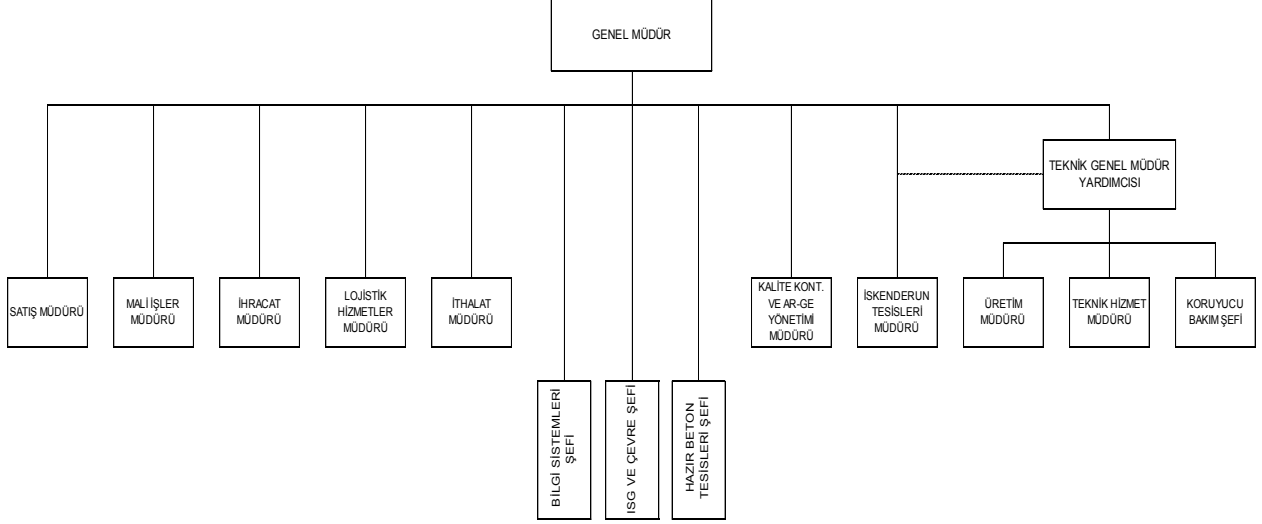 GENEL MÜDÜR
TEKNİK GENEL MÜDÜR
YARDIMCISI
SATIŞ MÜDÜRÜ
MALİ İŞLER
MÜDÜRÜ
İHRACAT
MÜDÜRÜ
LOJİSTİK
HİZMETLER
MÜDÜRÜ
İTHALAT
MÜDÜRÜ
KALİTE KONT.
VE AR-GE
YÖNETİMİ
MÜDÜRÜ
İSKENDERUN
TESİSLERİ
MÜDÜRÜ
ÜRETİM
MÜDÜRÜ
TEKNİK HİZMET
MÜDÜRÜ
KORUYUCU
BAKIM ŞEFİ
BİLGİ SİSTEMLERİ
ŞEFİ
ISG VE ÇEVRE ŞEFİ
HAZIR BETON
TESİSLERİ ŞEFİ